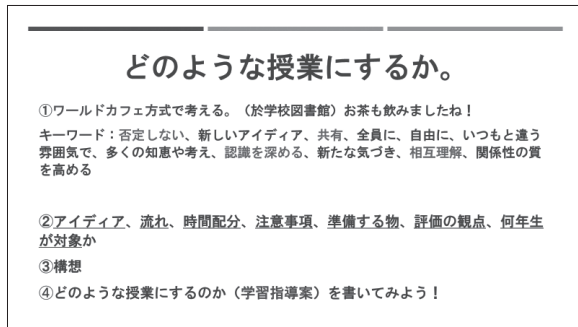 どのような授業にするか。
①ワールドカフェ方式で考える。（於学校図書館）お茶も飲みましたね！
キーワード：否定しない、新しいアイディア、共有、全員に、自由に、いつもと違う
雰囲気で、多くの知恵や考え、認識を深める、新たな気づき、相互理解、関係性の質
を高める
②アイディア、流れ、時間配分、注意事項、準備する物、評価の観点、何年生
が対象か
③構想
④どのような授業にするのか（学習指導案）を書いてみよう！